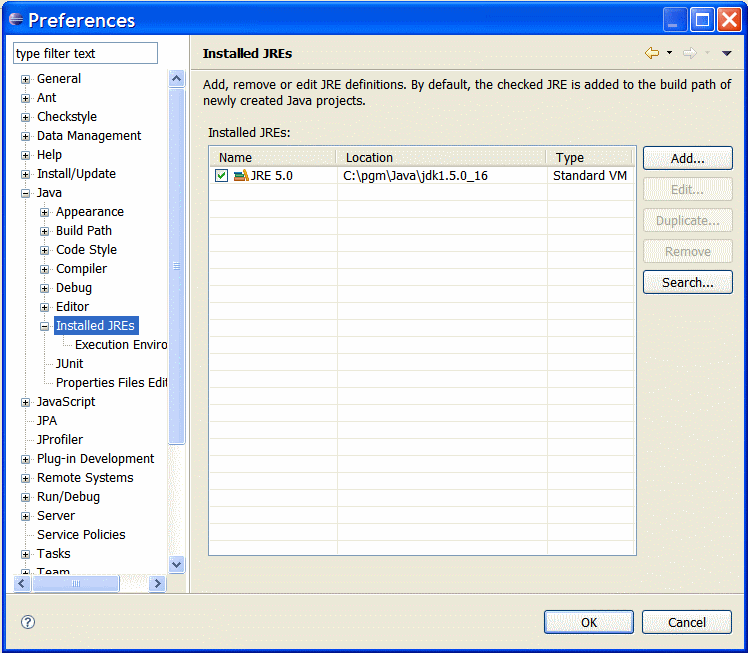 Preferences
type filter text
General
Ant
Checkstyle
Data Management
Help
Install/Update
Java
Appearance
Build Path
Code Style
Compiler
Debug
Editor
Installed JREs
Execution Enviro
JUnit
Properties Files Edit
JavaScript
JPA
JProfiler
Plug-in Development
Remote Systems
Run/Debug
Server
Service Policies
Tasks
Team
Installed JREs
Add, remove or edit JRE definitions. By default, the checked JRE is added to the build path of
newly created Java projects.
Installed JREs:
Name Location Type
JRE 5.0 C:\pgm\Java\jdk1.5.0_16 Standard VM
Add...
Edit...
Duplicate...
Remove
Search...
?
OK Cancel